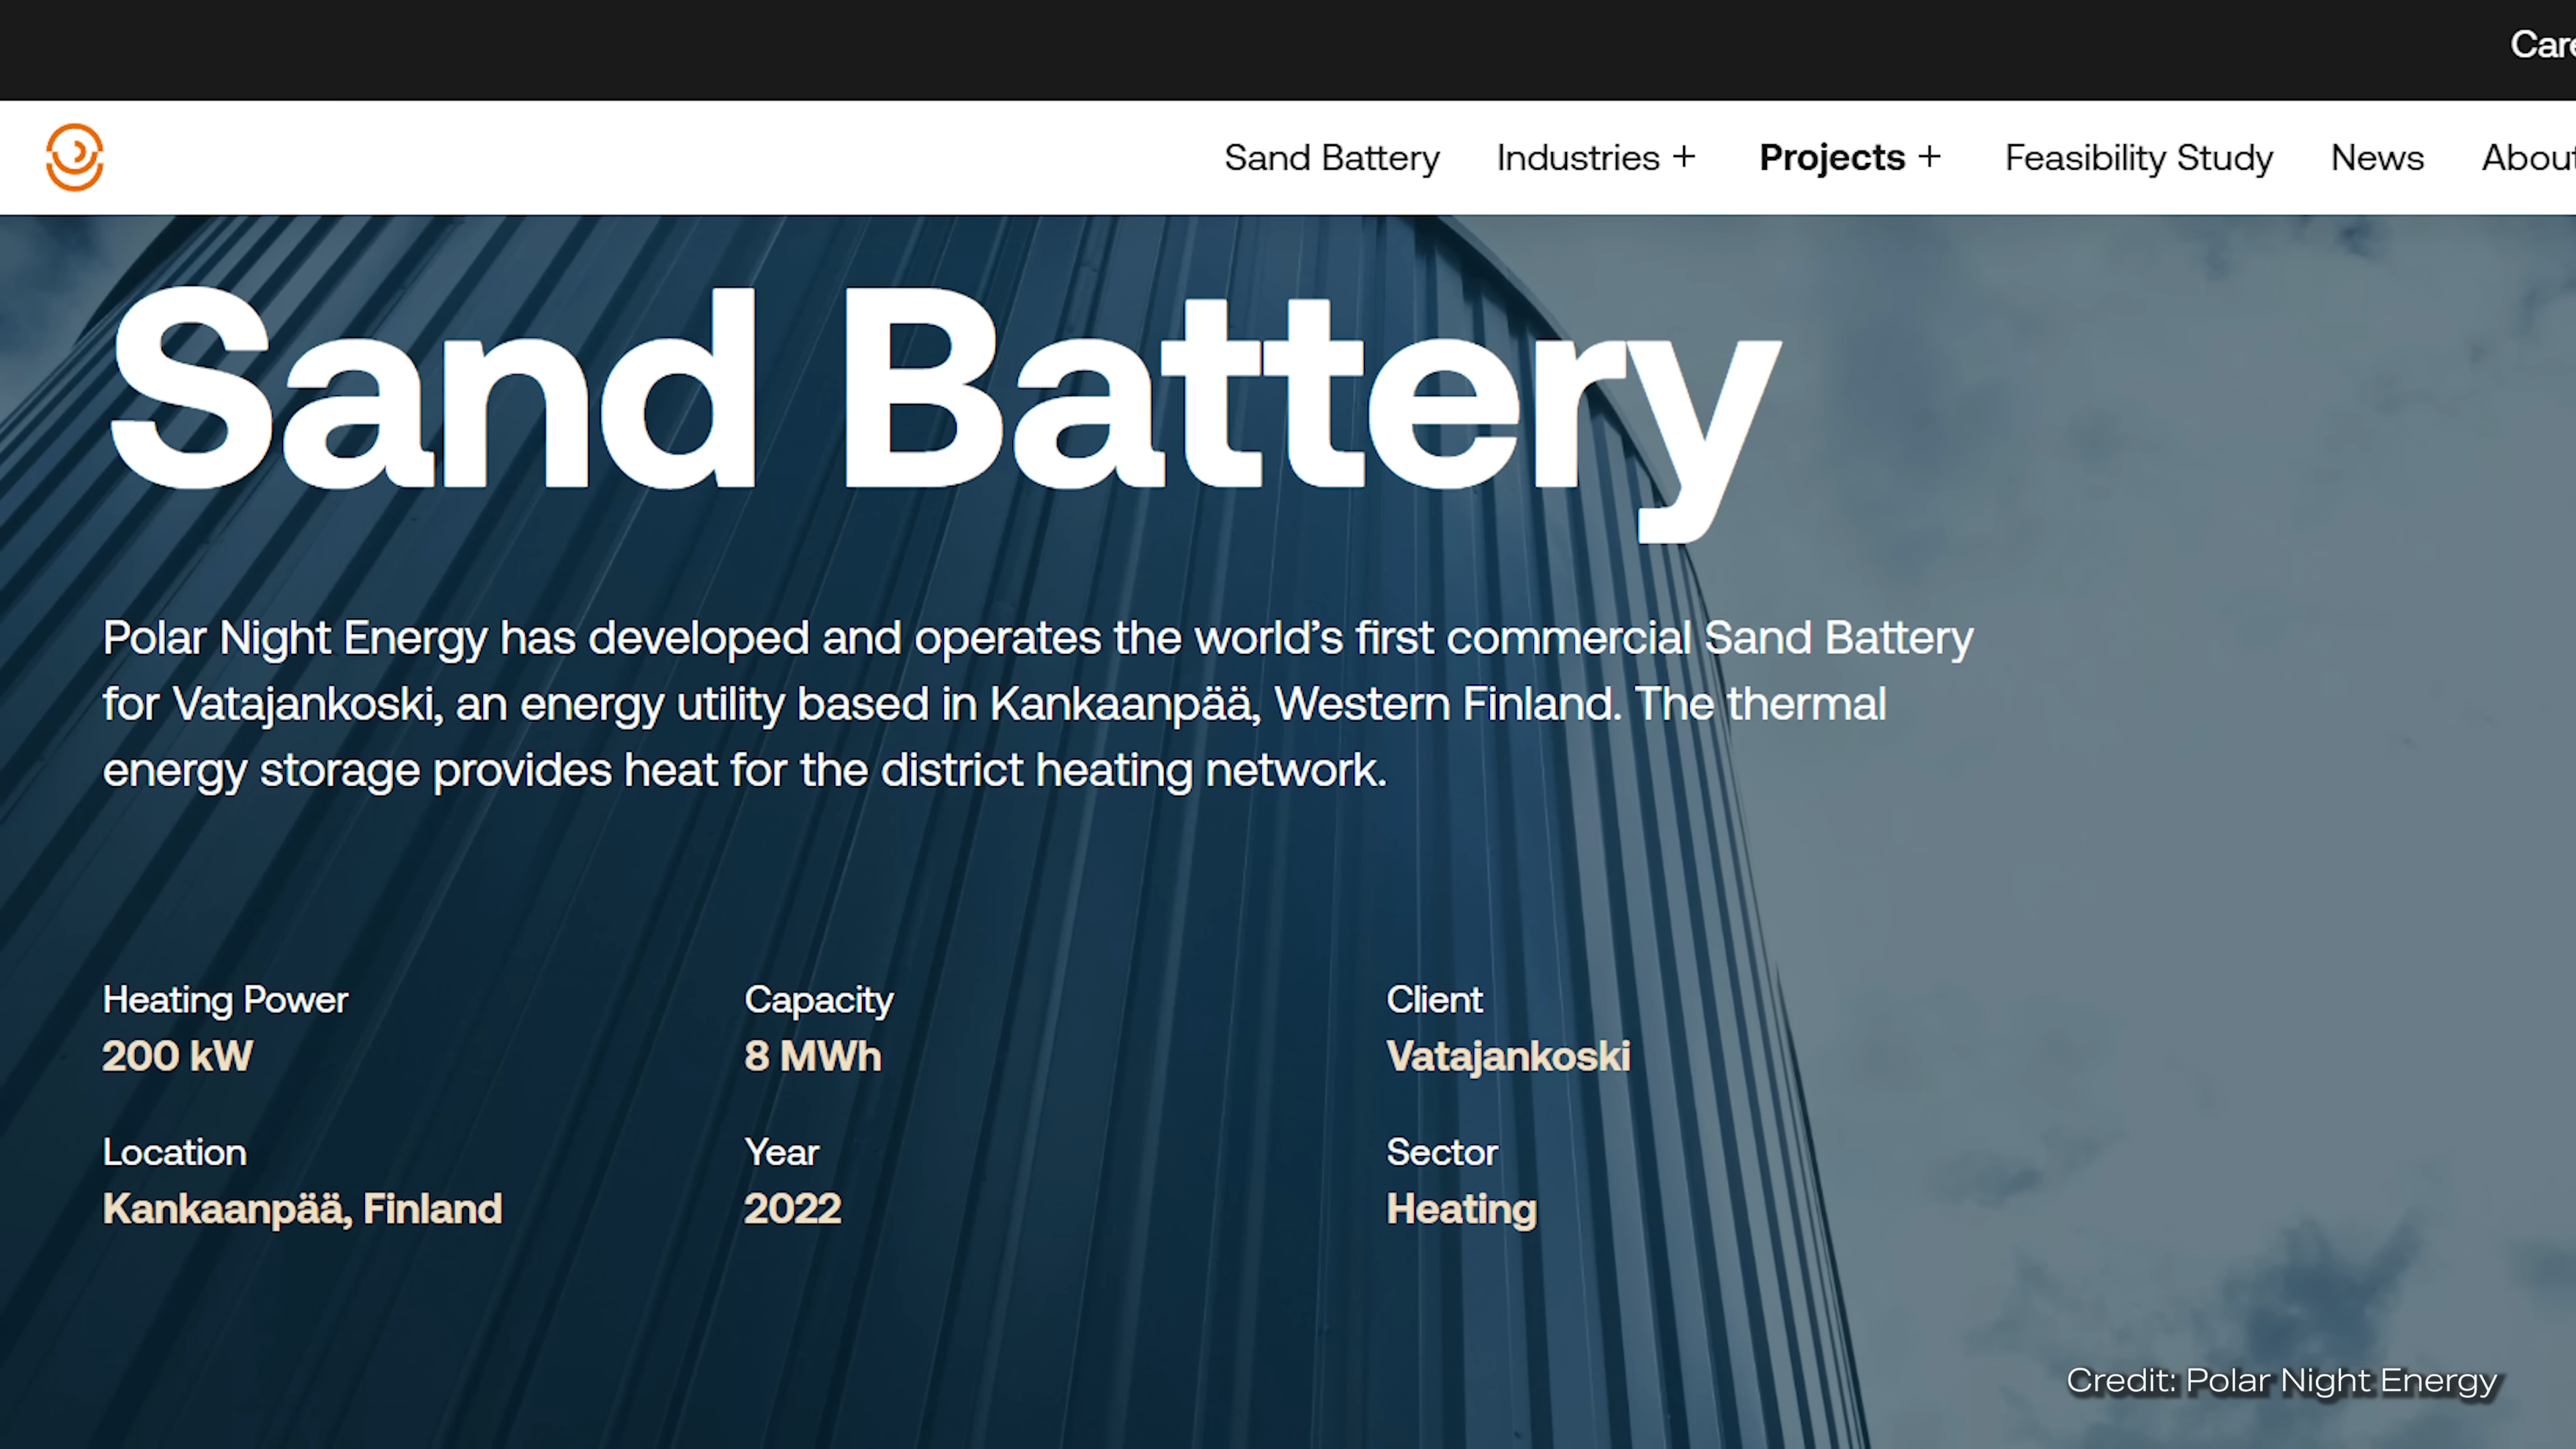 Care
Sand Battery Industries + Projects + Feasibility Study News About
Sand Battery
Polar Night Energy has developed and operates the world’s first commercial Sand Battery
for Vatajankoski, an energy utility based in Kankaanpää, Western Finland. The thermal
energy storage provides heat for the district heating network.
Heating Power Capacity Client
200 kW 8 MWh Vatajankoski
Location Year Sector
Kankaanpää, Finland 2022 Heating
Credit: Polar Night Energy